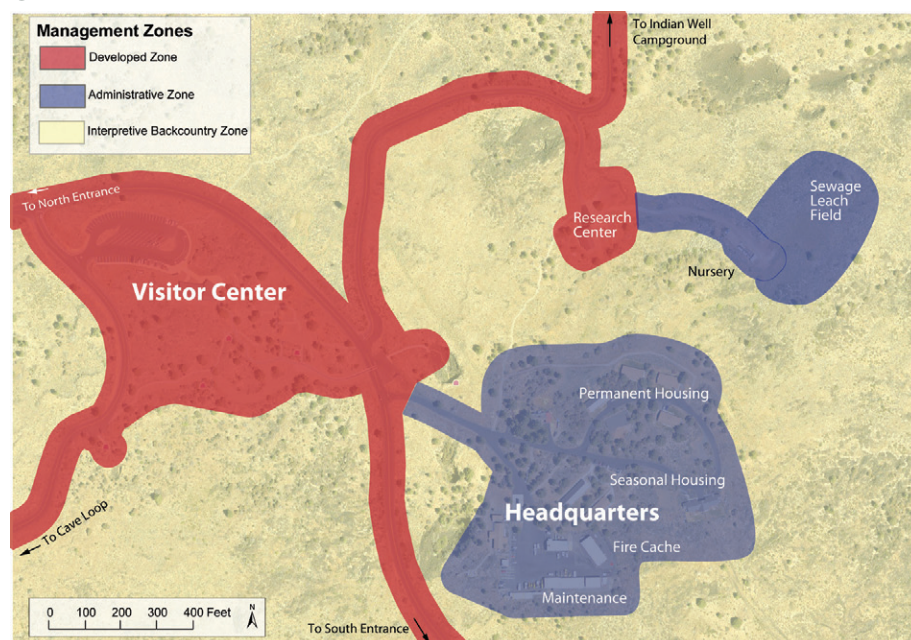 Management Zones
Developed Zone
Administrative Zone
Interpretive Backcountry Zone
To Indian Well
Campground
To North Entrance
Sewage
Leach
Field
Research
Center
Nursery
Visitor Center
Permanent Housing
Seasonal Housing
Headquarters
Fire Cache
To Cave Loop
Maintenance
0 100 200 300 400 Feet
N
To South Entrance